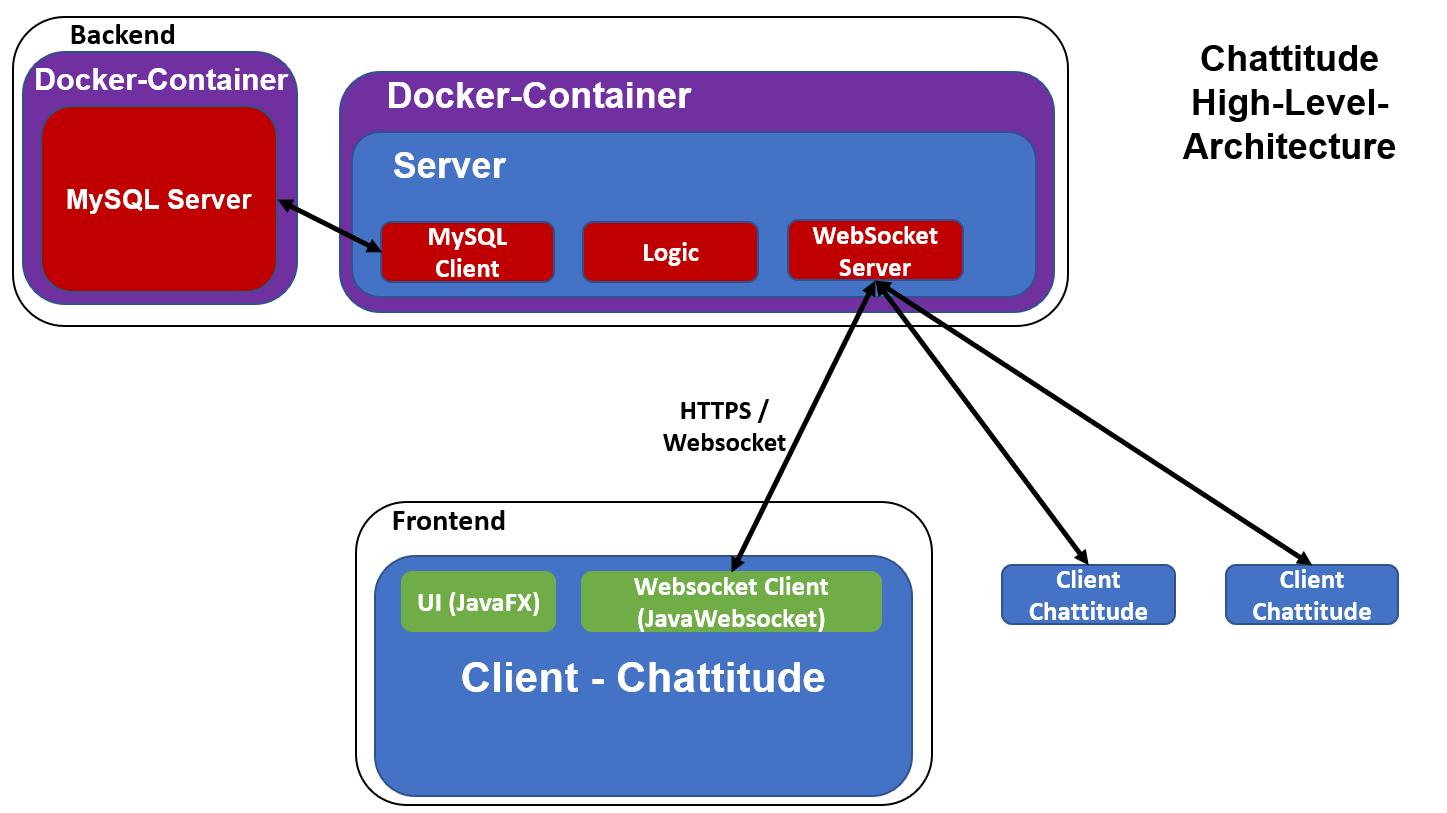 Backend
Docker-Container
MySQL Server
Docker-Container
Server
MySQL
Client
Logic
WebSocket
Server
Chattitude
High-Level-
Architecture
HTTPS /
Websocket
Frontend
UI (JavaFX)
Websocket Client
(JavaWebsocket)
Client - Chattitude
Client
Chattitude
Client
Chattitude